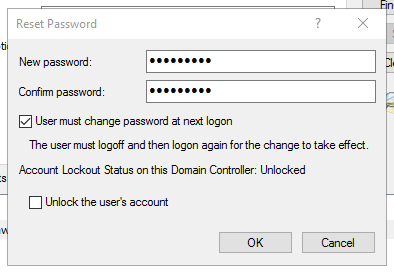 Reset Password
Fin
New password:
Confirm password:
User must change password at next logon
The user must logoff and then logon again for the change to take effect.
Account Lockout Status on this Domain Controller: Unlocked
Unlock the user's account
OK
Cancel